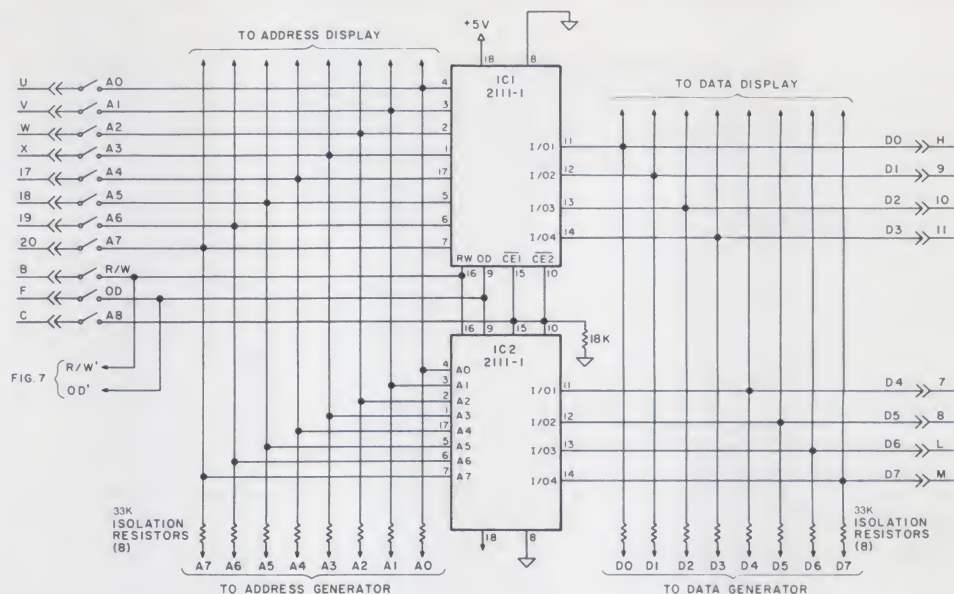 TO ADDRESS DISPLAY
+5V
18
8
IC1
2111-1
TO DATA DISPLAY
U A0 4
V A1 3
W A2 2
X A3 1
17 A4 17
18 A5 5
19 A6 6
20 A7 7
B R/W
F OD
C A8
I/O1 11 D0 H
I/O2 12 D1 9
I/O3 13 D2 10
I/O4 14 D3 11
RW OD CE1 CE2
16 9 15 10
16 9 15 10
18K
FIG. 7 R/W'
OD'
IC2
2111-1
4 A0
3 A1
2 A2
1 A3
17 A4
5 A5
6 A6
7 A7
I/O1 11 D4 7
I/O2 12 D5 8
I/O3 13 D6 L
I/O4 14 D7 M
18
8
33K
ISOLATION
RESISTORS
(8)
A7 A6 A5 A4 A3 A2 A1 A0
TO ADDRESS GENERATOR
33K
ISOLATION
RESISTORS
(8)
D0 D1 D2 D3 D4 D5 D6 D7
TO DATA GENERATOR